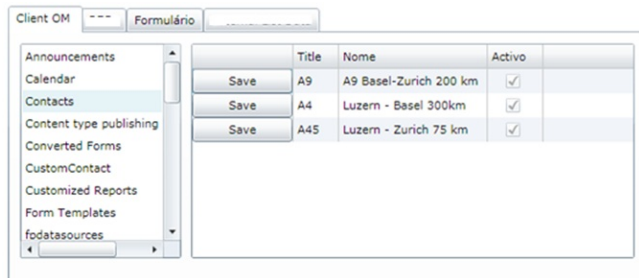 Client OM --- Formulário
Announcements
Calendar
Contacts
Content type publishing
Converted Forms
CustomContact
Customized Reports
Form Templates
fpdatasources
Title Nome Activo
Save A9 A9 Basel-Zurich 200 km
Save A4 Luzern - Basel 300km
Save A45 Luzern - Zurich 75 km